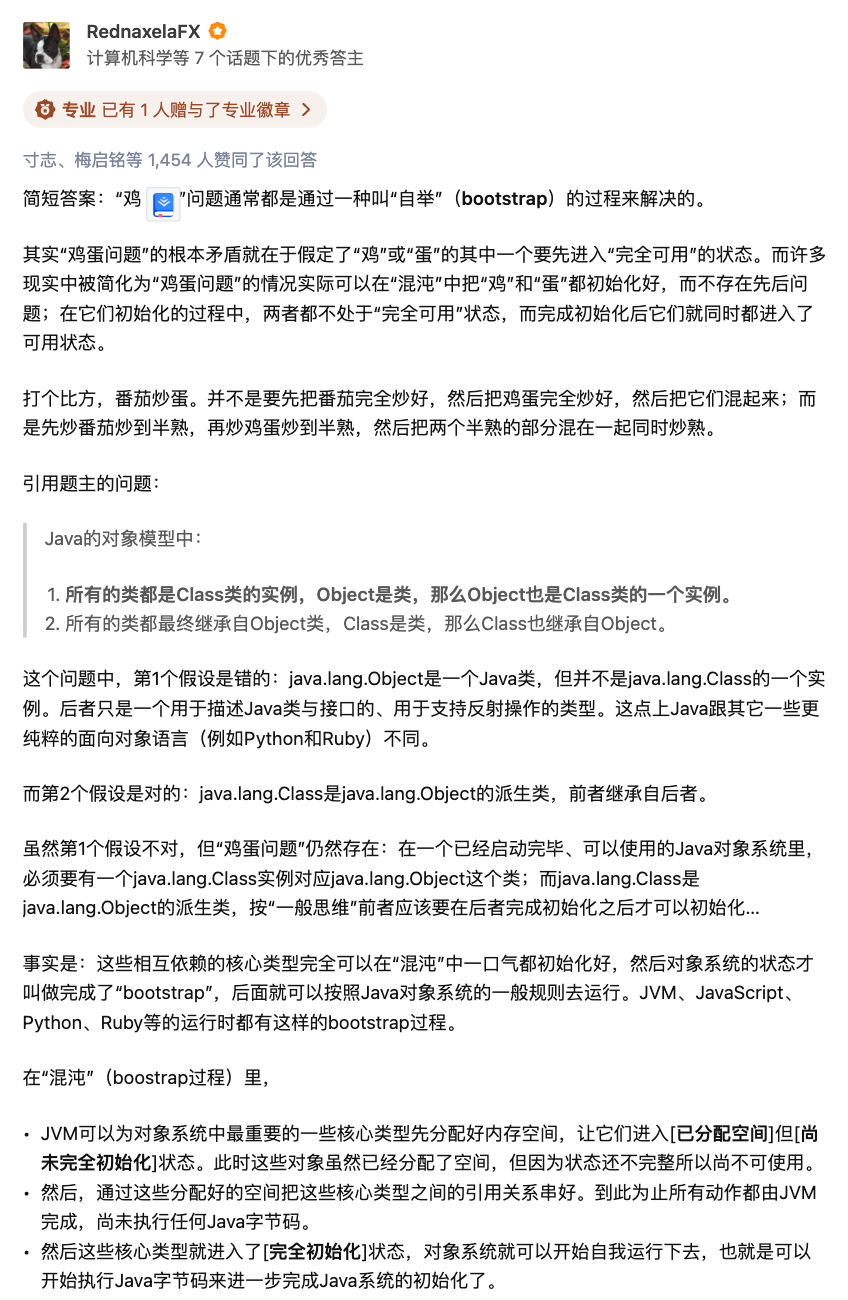 RednaxelaFX
计算机科学等 7 个话题下的优秀答主
专业 已有 1 人赠与了专业徽章
寸志、梅启铭等 1,454 人赞同了该回答
简短答案：“鸡 ”问题通常都是通过一种叫“自举”（bootstrap）的过程来解决的。
其实“鸡蛋问题”的根本矛盾就在于假定了“鸡”或“蛋”的其中一个要先进入“完全可用”的状态。而许多
现实中被简化为“鸡蛋问题”的情况实际可以在“混沌”中把“鸡”和“蛋”都初始化好，而不存在先后问
题；在它们初始化的过程中，两者都不处于“完全可用”状态，而完成初始化后它们就同时都进入了
可用状态。
打个比方，番茄炒蛋。并不是要先把番茄完全炒好，然后把鸡蛋完全炒好，然后把它们混起来；而
是先炒番茄炒到半熟，再炒鸡蛋炒到半熟，然后把两个半熟的部分混在一起同时炒熟。
引用题主的问题：
Java的对象模型中：
1. 所有的类都是Class类的实例，Object是类，那么Object也是Class类的一个实例。
2. 所有的类都最终继承自Object类，Class是类，那么Class也继承自Object。
这个问题中，第1个假设是错的：java.lang.Object是一个Java类，但并不是java.lang.Class的一个实
例。后者只是一个用于描述Java类与接口的、用于支持反射操作的类型。这点上Java跟其它一些更
纯粹的面向对象语言（例如Python和Ruby）不同。
而第2个假设是对的：java.lang.Class是java.lang.Object的派生类，前者继承自后者。
虽然第1个假设不对，但“鸡蛋问题”仍然存在：在一个已经启动完毕、可以使用的Java对象系统里，
必须要有一个java.lang.Class实例对应java.lang.Object这个类；而java.lang.Class是
java.lang.Object的派生类，按“一般思维”前者应该要在后者完成初始化之后才可以初始化...
事实是：这些相互依赖的核心类型完全可以在“混沌”中一口气都初始化好，然后对象系统的状态才
叫做完成了“bootstrap”，后面就可以按照Java对象系统的一般规则去运行。JVM、JavaScript、
Python、Ruby等的运行时都有这样的bootstrap过程。
在“混沌”（boostrap过程）里，
• JVM可以为对象系统中最重要的一些核心类型先分配好内存空间，让它们进入[已分配空间]但[尚
未完全初始化]状态。此时这些对象虽然已经分配了空间，但因为状态还不完整所以尚不可使用。
• 然后，通过这些分配好的空间把这些核心类型之间的引用关系串好。到此为止所有动作都由JVM
完成，尚未执行任何Java字节码。
• 然后这些核心类型就进入了[完全初始化]状态，对象系统就可以开始自我运行下去，也就是可以
开始执行Java字节码来进一步完成Java系统的初始化了。